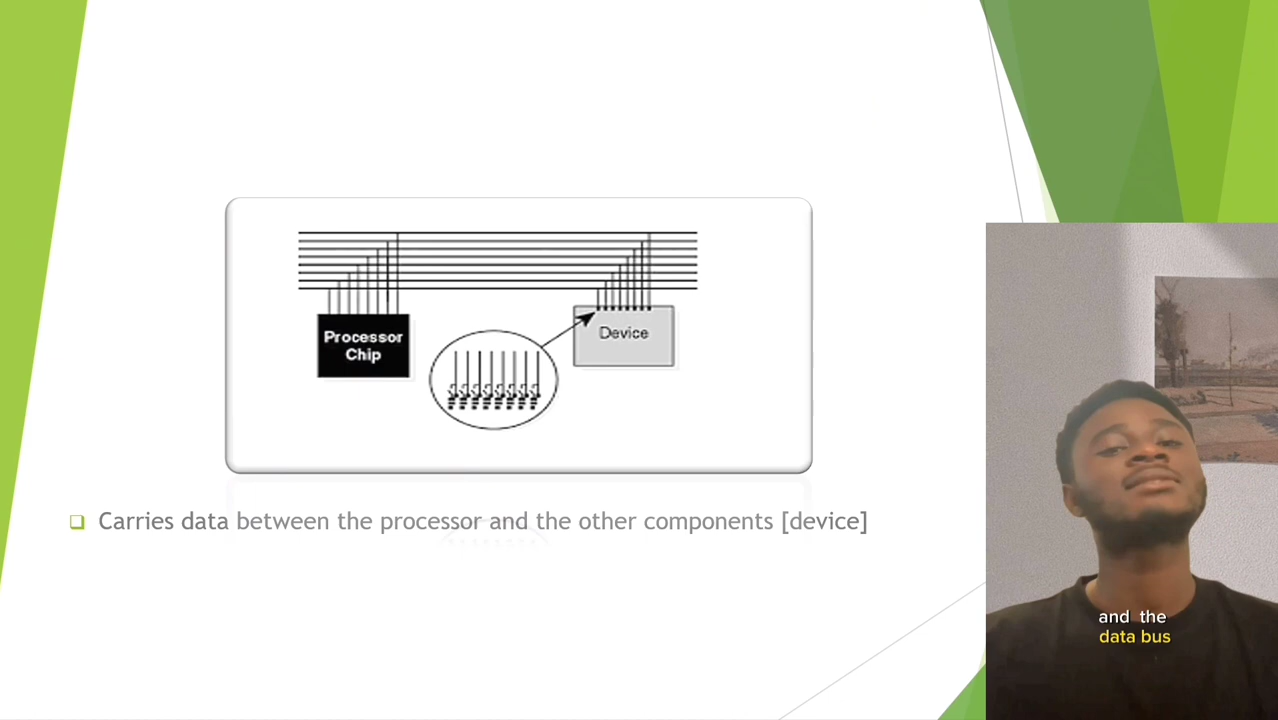 Processor
Chip
Device
❑ Carries data between the processor and the other components [device]
and the
data bus